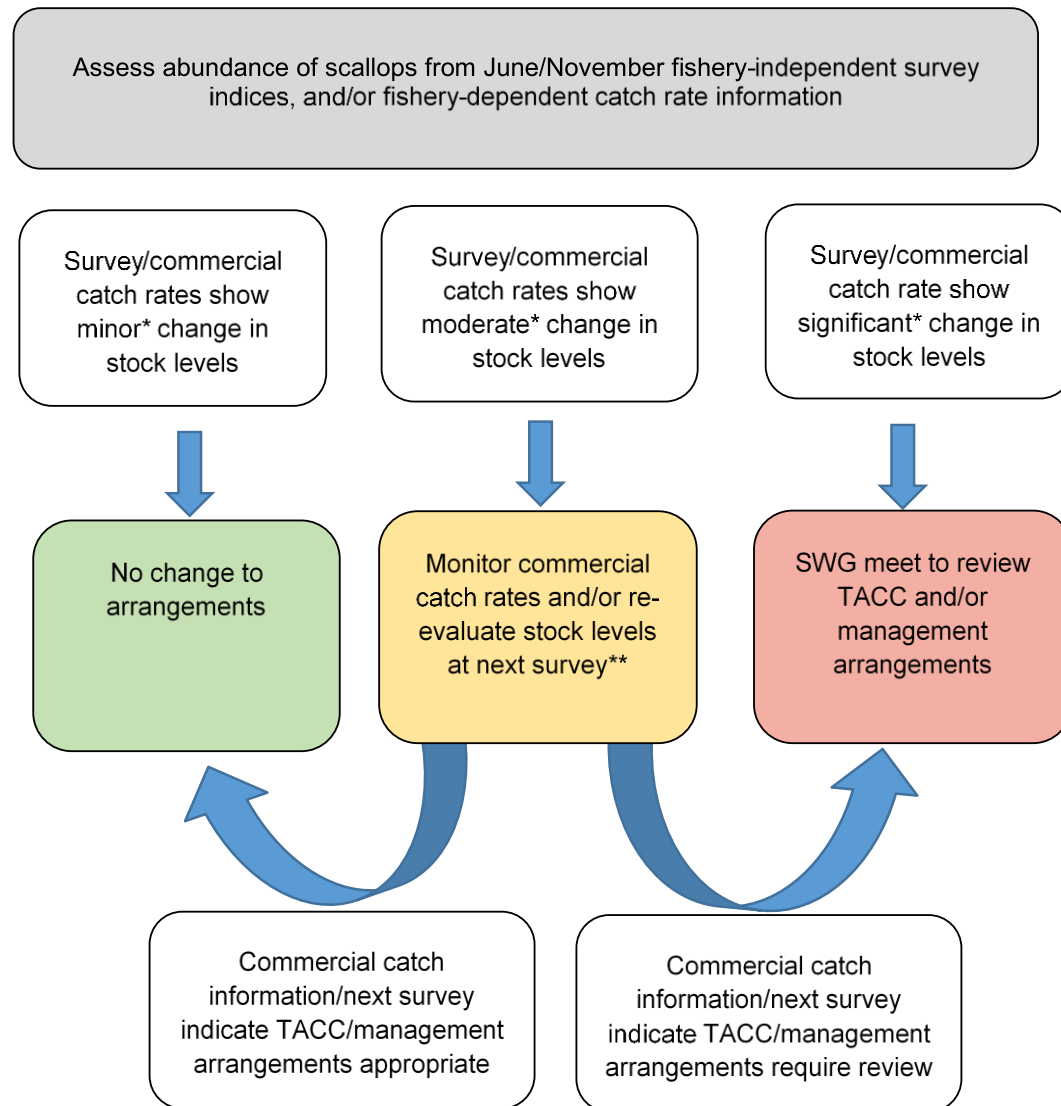 Assess abundance of scallops from June/November fishery-independent survey
indices, and/or fishery-dependent catch rate information
Survey/commercial
catch rates show
minor* change in
stock levels
Survey/commercial
catch rates show
moderate* change in
stock levels
Survey/commercial
catch rate show
significant* change in
stock levels
No change to
arrangements
Monitor commercial
catch rates and/or re-
evaluate stock levels
at next survey**
SWG meet to review
TACC and/or
management
arrangements
Commercial catch
information/next survey
indicate TACC/management
arrangements appropriate
Commercial catch
information/next survey
indicate TACC/management
arrangements require review